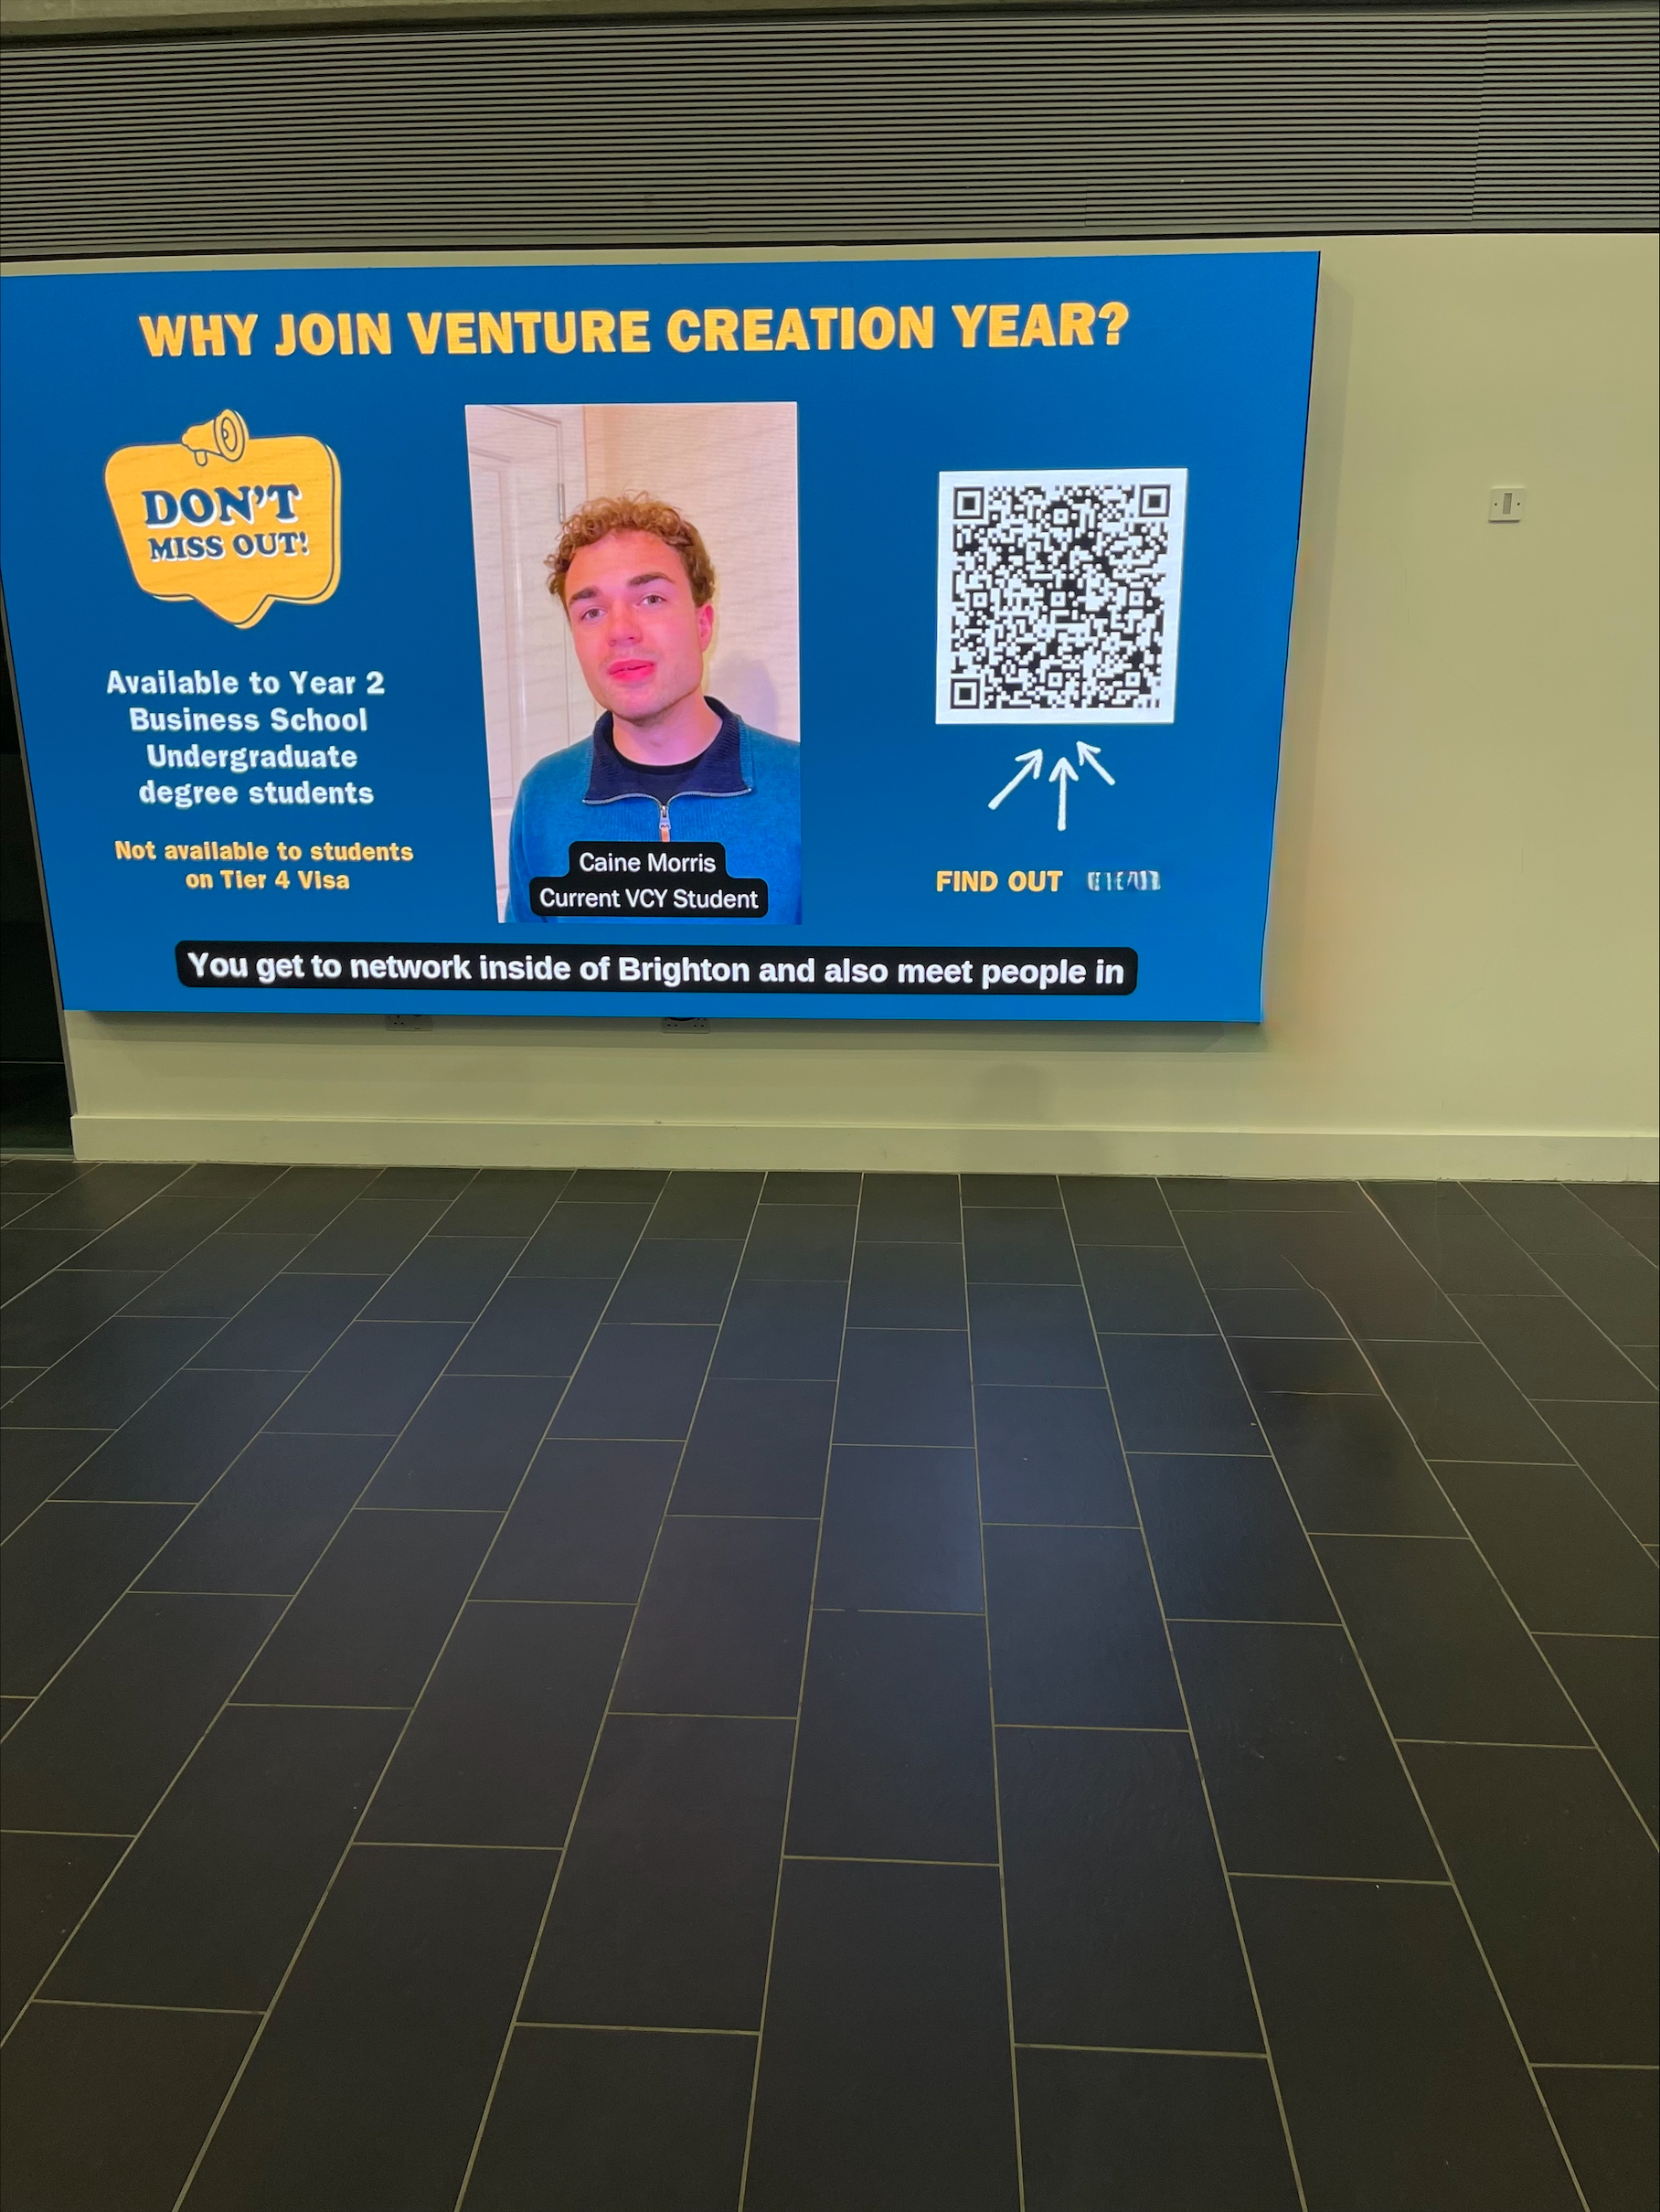 WHY JOIN VENTURE CREATION YEAR?
DON'T
MISS OUT!
Available to Year 2
Business School
Undergraduate
degree students
Not available to students
on Tier 4 Visa
Caine Morris
Current VCY Student
FIND OUT
You get to network inside of Brighton and also meet people in